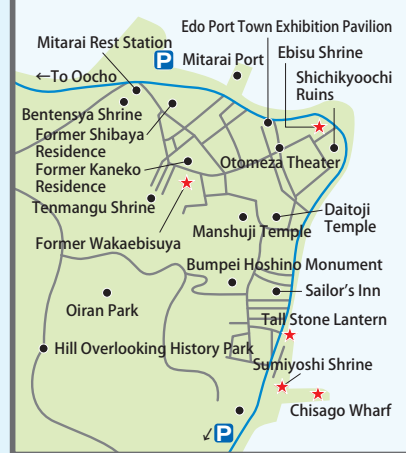 Edo Port Town Exhibition Pavilion
Mitarai Rest Station
Ebisu Shrine
P
Mitarai Port
Shichikyoochi
Ruins
←To Oocho
Bentensya Shrine
Former Shibaya
Residence
Former Kaneko
Residence
Otomeza Theater
Tenmangu Shrine
Daitoji
Temple
Former Wakaebisuya
Manshuji Temple
Bumpei Hoshino Monument
Sailor's Inn
Oiran Park
Tall Stone Lantern
Hill Overlooking History Park
Sumiyoshi Shrine
Chisago Wharf
↙P